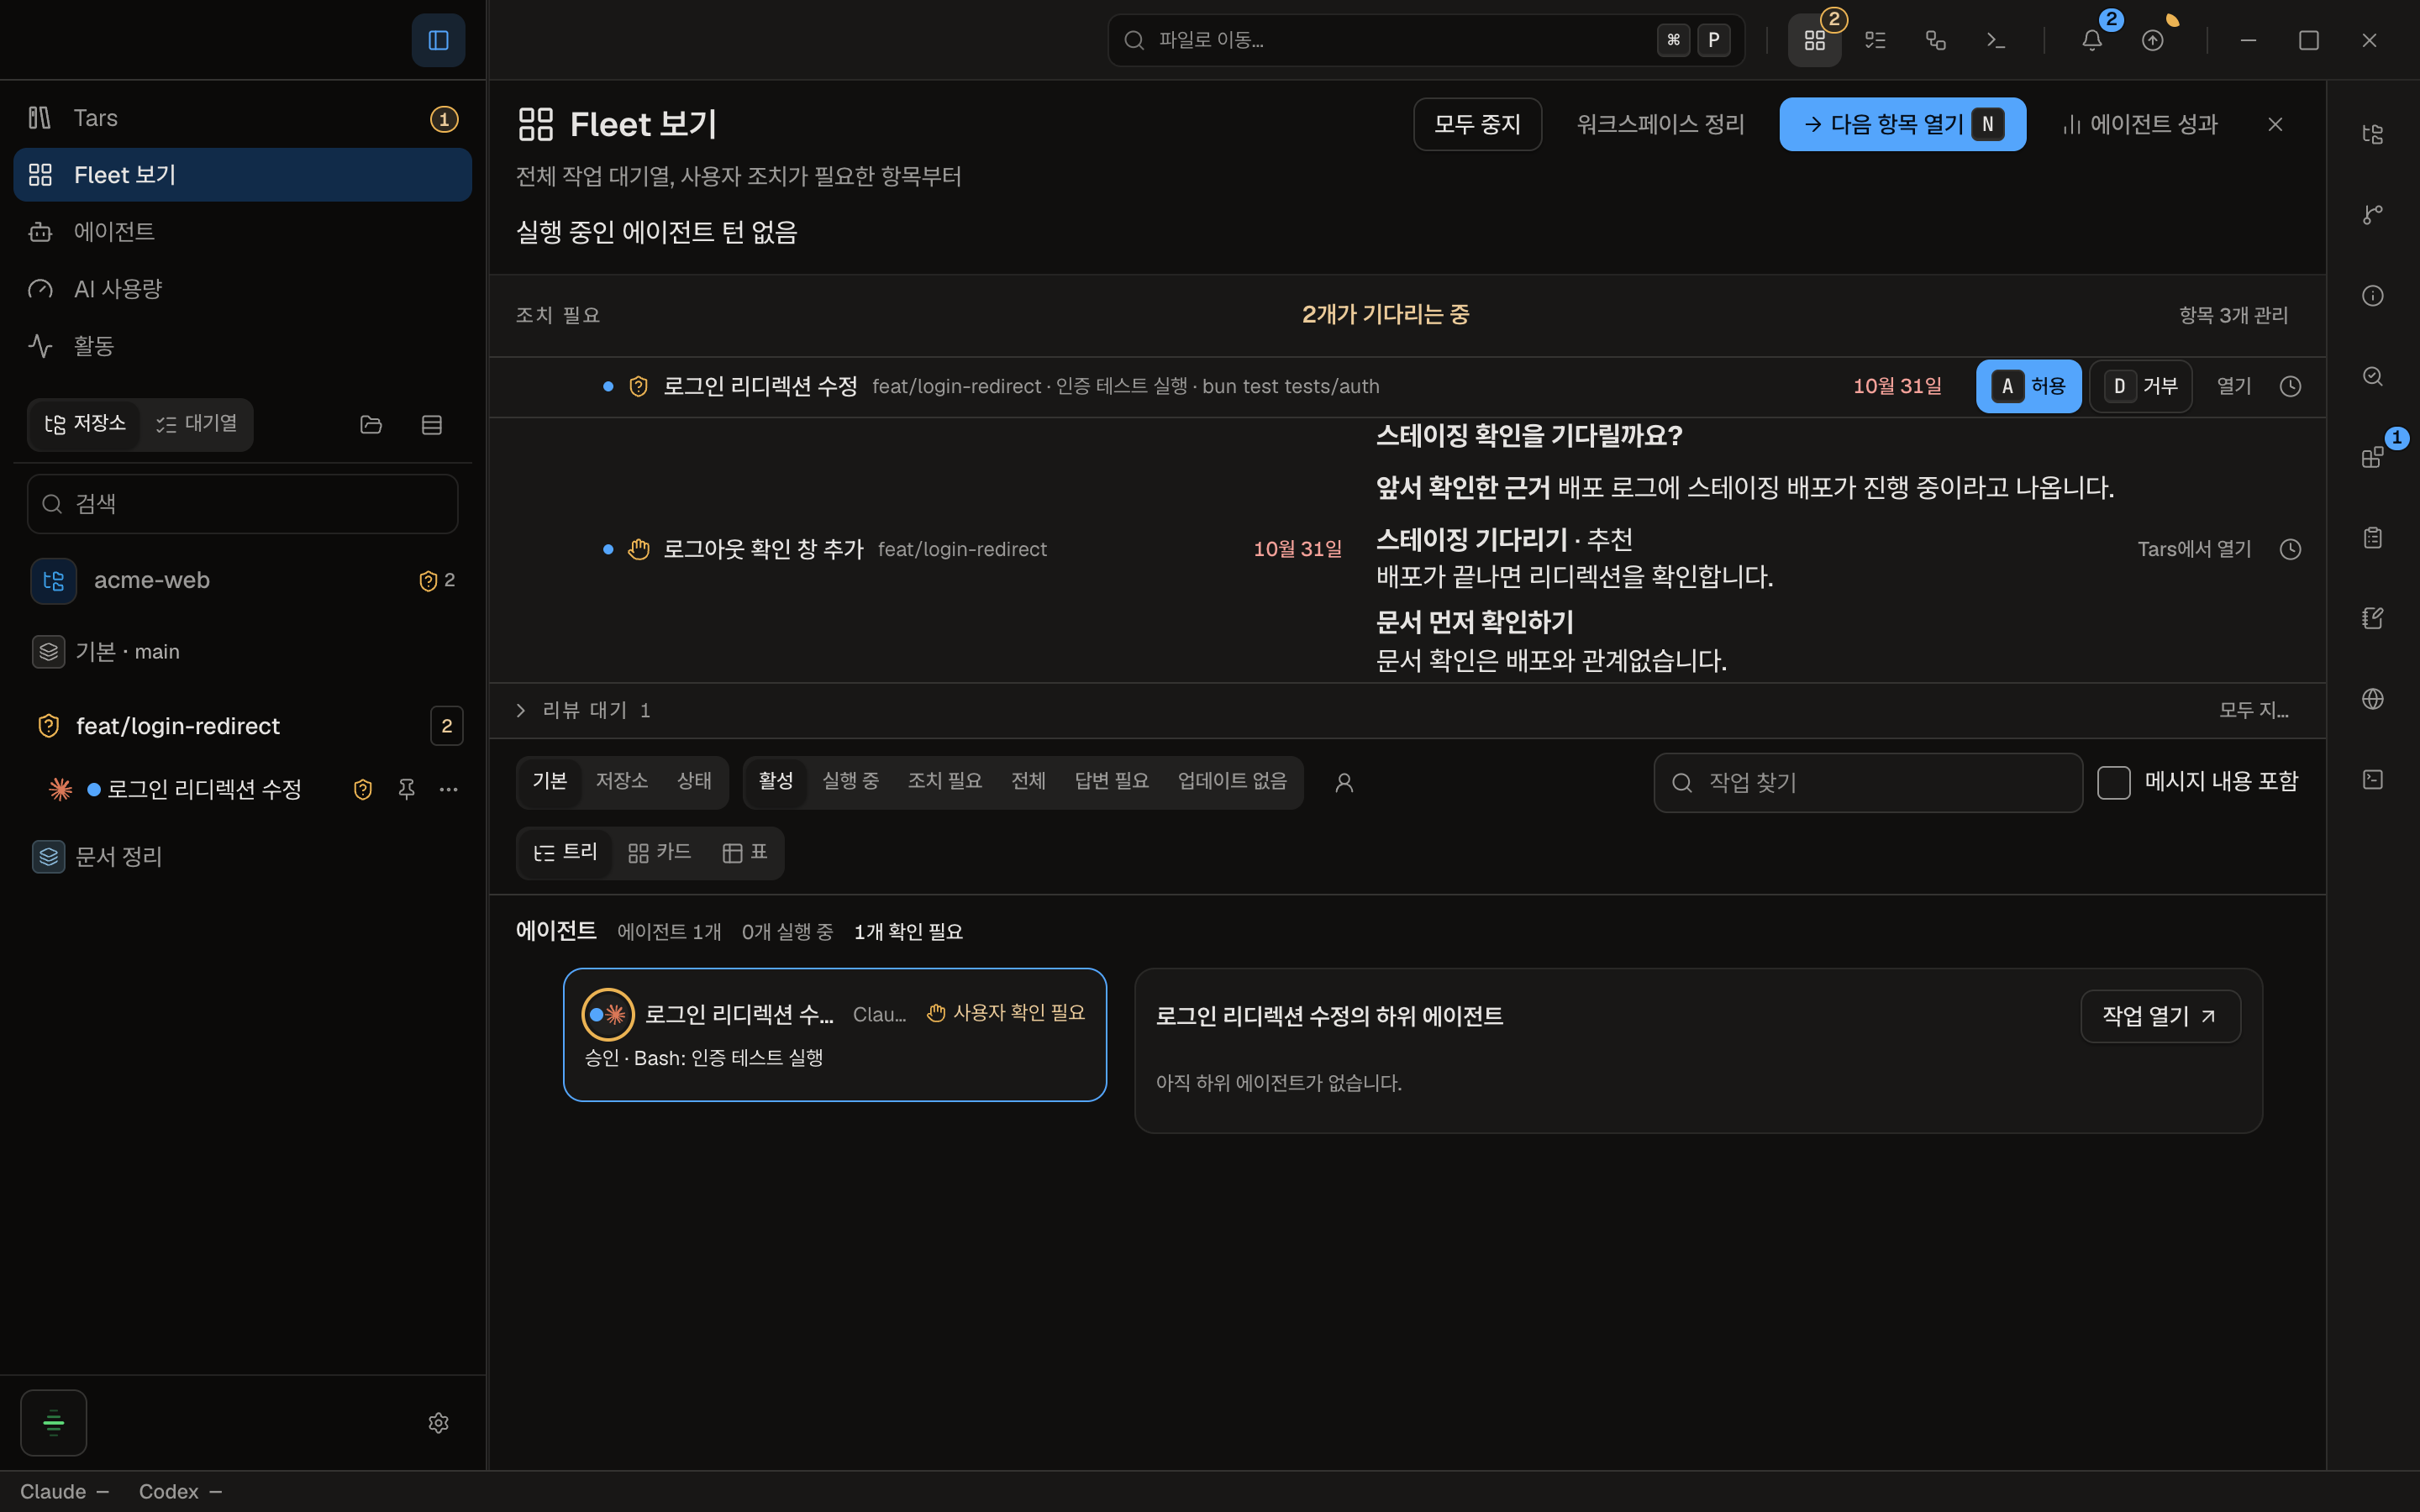 파일로 이동…
⌘ P
2
2
Tars
1
Fleet 보기
에이전트
AI 사용량
활동
저장소
대기열
검색
acme-web
2
기본 · main
feat/login-redirect
2
로그인 리디렉션 수정
문서 정리
Fleet 보기
모두 중지
워크스페이스 정리
다음 항목 열기 N
에이전트 성과
전체 작업 대기열, 사용자 조치가 필요한 항목부터
실행 중인 에이전트 턴 없음
조치 필요
2개가 기다리는 중
항목 3개 관리
로그인 리디렉션 수정 feat/login-redirect · 인증 테스트 실행 · bun test tests/auth
10월 31일
A 허용
D 거부
열기
로그아웃 확인 창 추가 feat/login-redirect
10월 31일
스테이징 확인을 기다릴까요?
앞서 확인한 근거 배포 로그에 스테이징 배포가 진행 중이라고 나옵니다.
스테이징 기다리기 · 추천
배포가 끝나면 리디렉션을 확인합니다.
문서 먼저 확인하기
문서 확인은 배포와 관계없습니다.
Tars에서 열기
리뷰 대기 1
모두 지…
기본 저장소 상태
활성 실행 중 조치 필요 전체 답변 필요 업데이트 없음
작업 찾기
메시지 내용 포함
트리 카드 표
에이전트 에이전트 1개 0개 실행 중 1개 확인 필요
로그인 리디렉션 수… Clau… 사용자 확인 필요
승인 · Bash: 인증 테스트 실행
로그인 리디렉션 수정의 하위 에이전트
작업 열기
아직 하위 에이전트가 없습니다.
1
Claude — Codex —